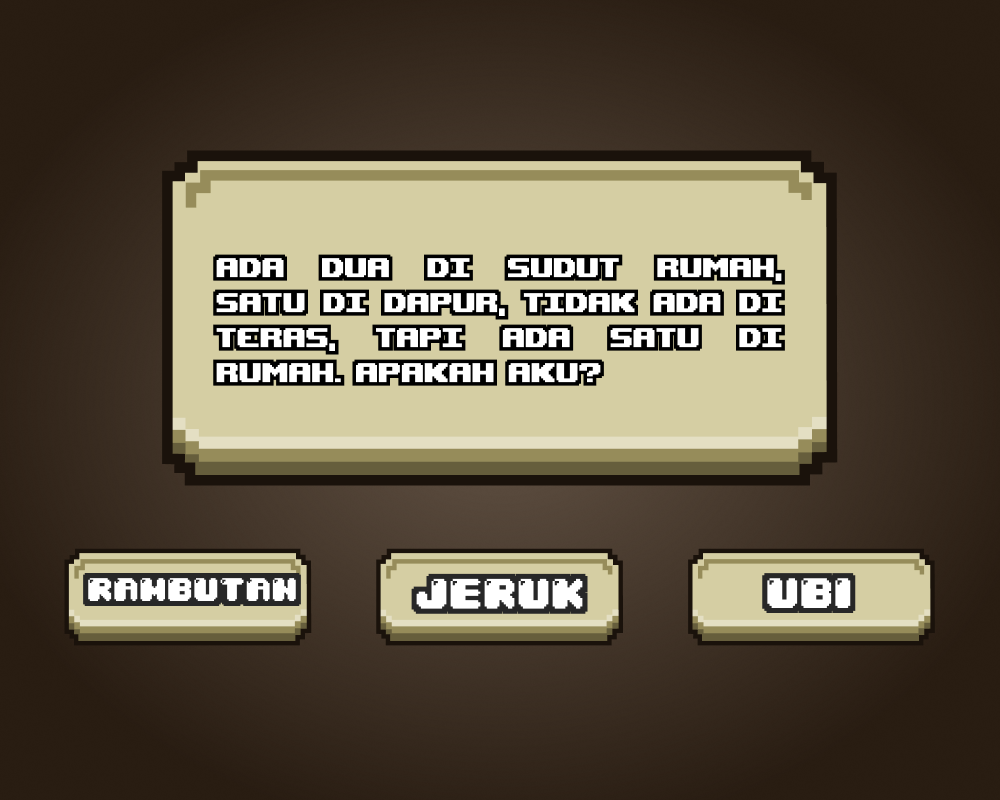 ADA DUA DI SUDUT RUMAH,
SATU DI DAPUR, TIDAK ADA DI
TERAS, TAPI ADA SATU DI
RUMAH. APAKAH AKU?
RAMBUTAN
JERUK
UBI